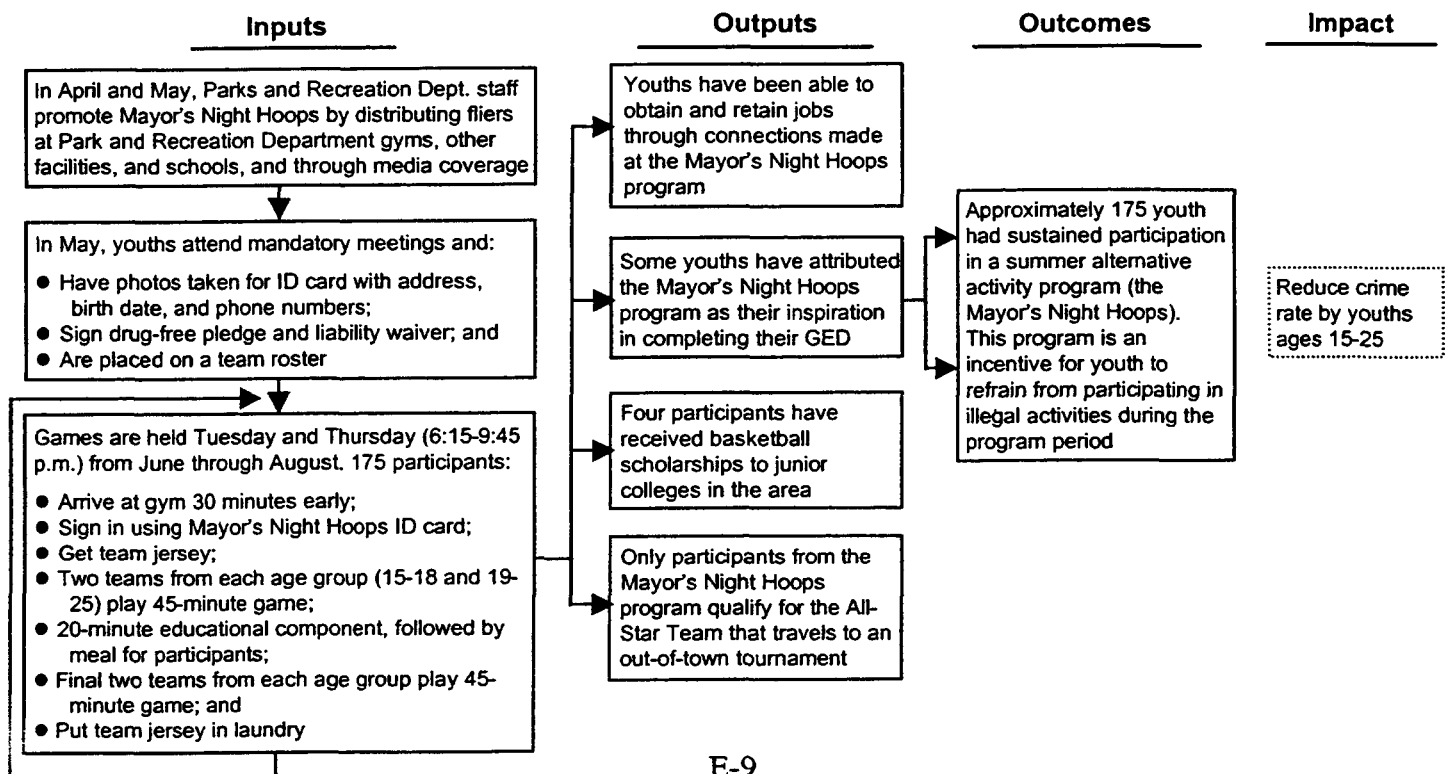 Inputs
In April and May, Parks and Recreation Dept. staff
promote Mayor's Night Hoops by distributing fliers
at Park and Recreation Department gyms, other
facilities, and schools, and through media coverage
In May, youths attend mandatory meetings and:
● Have photos taken for ID card with address,
birth date, and phone numbers;
● Sign drug-free pledge and liability waiver; and
● Are placed on a team roster
Games are held Tuesday and Thursday (6:15-9:45
p.m.) from June through August. 175 participants:
● Arrive at gym 30 minutes early;
● Sign in using Mayor's Night Hoops ID card;
● Get team jersey;
● Two teams from each age group (15-18 and 19-
25) play 45-minute game;
● 20-minute educational component, followed by
meal for participants;
● Final two teams from each age group play 45-
minute game; and
● Put team jersey in laundry
Outputs
Youths have been able to
obtain and retain jobs
through connections made
at the Mayor's Night Hoops
program
Some youths have attributed
the Mayor's Night Hoops
program as their inspiration
in completing their GED
Four participants have
received basketball
scholarships to junior
colleges in the area
Only participants from the
Mayor's Night Hoops
program qualify for the All-
Star Team that travels to an
out-of-town tournament
Outcomes
Approximately 175 youth
had sustained participation
in a summer alternative
activity program (the
Mayor's Night Hoops).
This program is an
incentive for youth to
refrain from participating in
illegal activities during the
program period
Impact
Reduce crime
rate by youths
ages 15-25
E-9